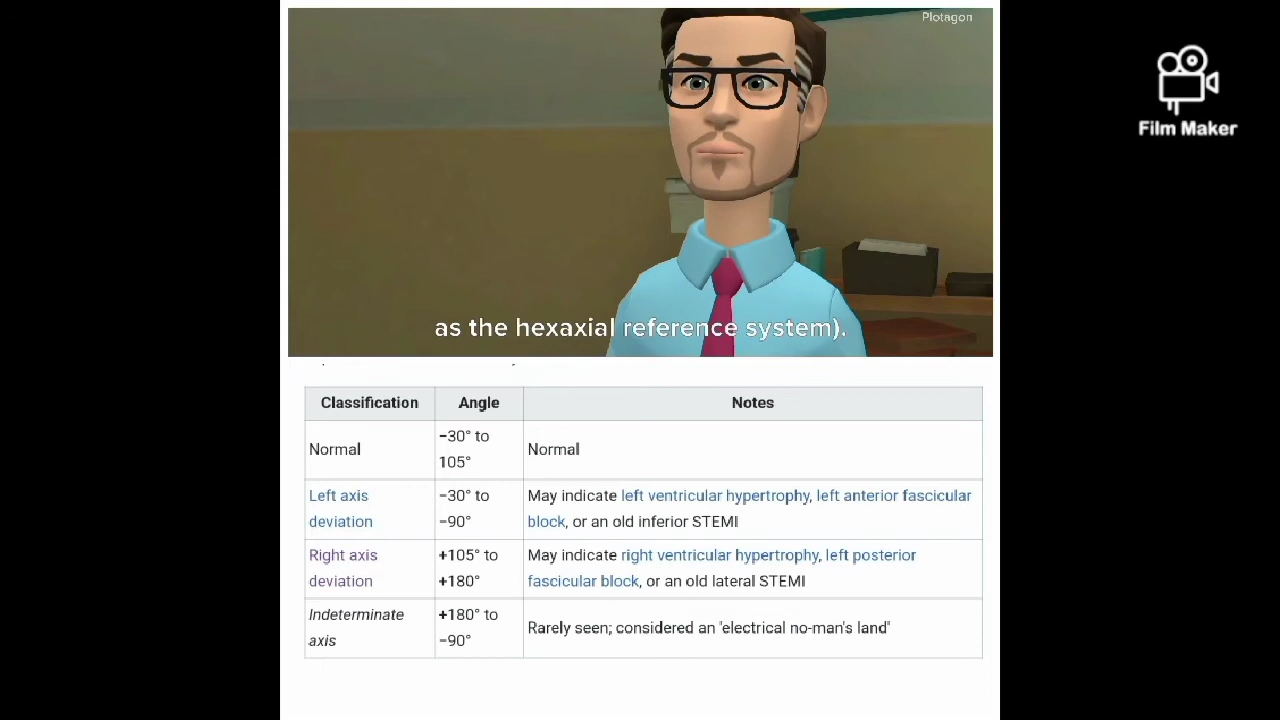 Plotagon
Film Maker
as the hexaxial reference system).
Classification Angle Notes
Normal −30° to 105° Normal
Left axis deviation −30° to −90° May indicate left ventricular hypertrophy, left anterior fascicular
block, or an old inferior STEMI
Right axis deviation +105° to +180° May indicate right ventricular hypertrophy, left posterior
fascicular block, or an old lateral STEMI
Indeterminate axis +180° to −90° Rarely seen; considered an 'electrical no-man's land'